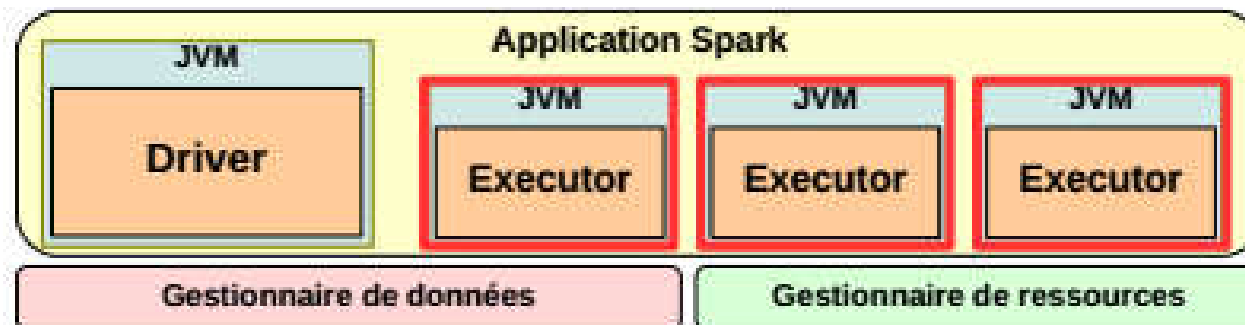 Application Spark
JVM
Driver
JVM
Executor
JVM
Executor
JVM
Executor
Gestionnaire de données
Gestionnaire de ressources